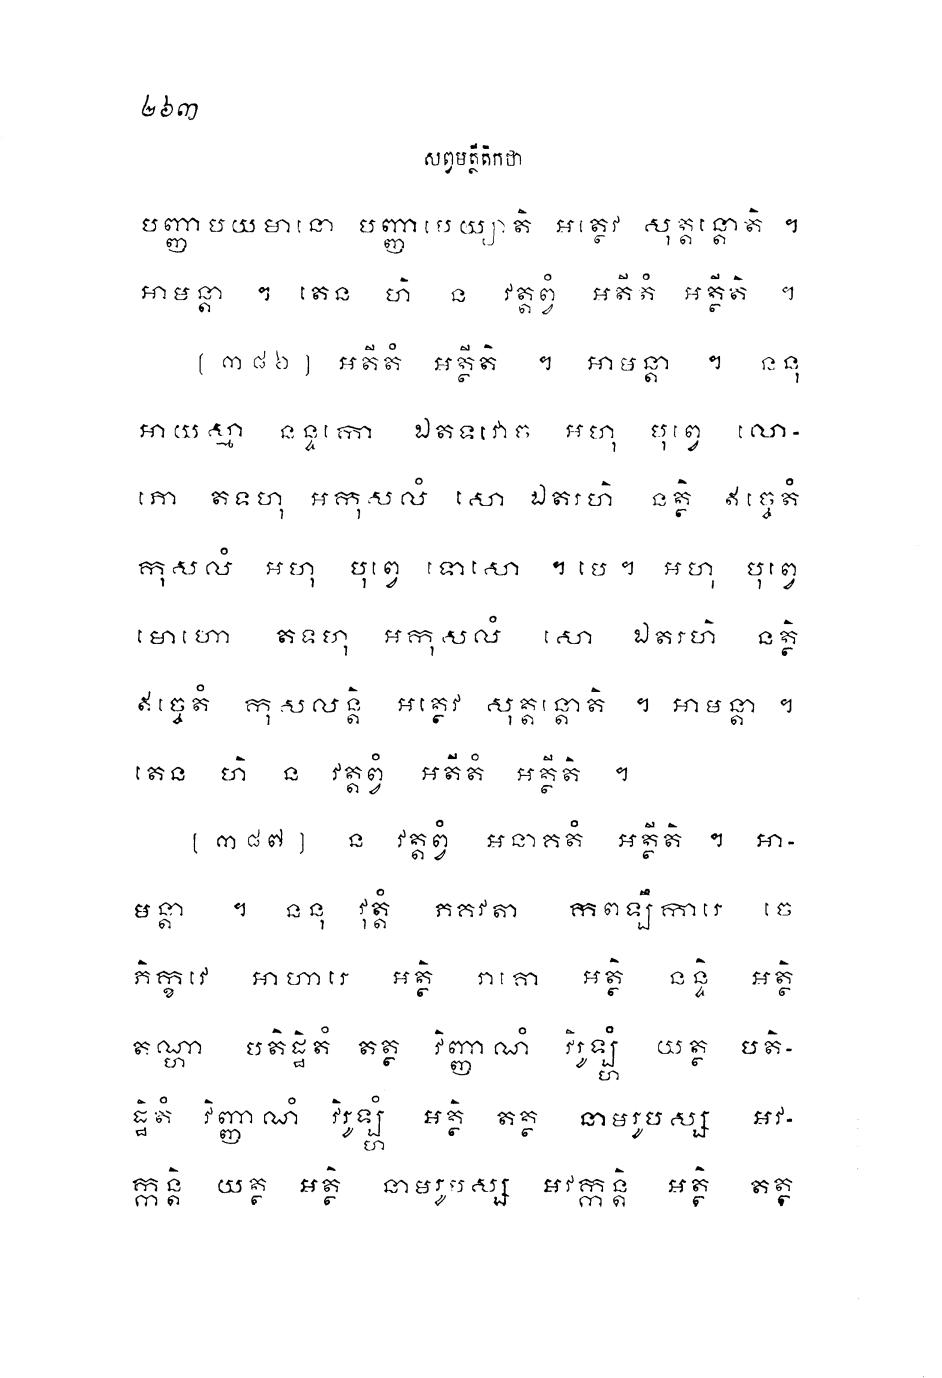 ២៦៣
សព្វមត្ថីតិកថា
បញ្ញាបយមានោ បញ្ញាបេយ្យាតិ អត្ថេវ សុត្តន្តោតិ ។
អាមន្តា ។ តេន ហិ ន វត្តព្វំ អតីតំ អត្ថីតិ ។
(៣៨៦) អតីតំ អត្ថីតិ ។ អាមន្តា ។ ននុ
អាយស្មា នន្ទកោ ឯតទវោច អហុ បុព្វេ លោ-
ភោ តទហុ អកុសលំ សោ ឯតរហិ នត្ថិ ឥច្ចេតំ
កុសលំ អហុ បុព្វេ ទោសោ ។បេ។ អហុ បុព្វេ
មោហោ តទហុ អកុសលំ សោ ឯតរហិ នត្ថិ
ឥច្ចេតំ កុសលន្តិ អត្ថេវ សុត្តន្តោតិ ។ អាមន្តា ។
តេន ហិ ន វត្តព្វំ អតីតំ អត្ថីតិ ។
(៣៨៧) ន វត្តព្វំ អនាគតំ អត្ថីតិ ។ អា-
មន្តា ។ ននុ វុត្តំ ភគវតា កពឡីការេ ចេ
ភិក្ខវេ អាហារេ អត្ថិ រាគោ អត្ថិ នន្ទិ អត្ថិ
តណ្ហា បតិដ្ឋិតំ តត្ថ វិញ្ញាណំ វិរូឡ្ហំ យត្ថ បតិ-
ដ្ឋិតំ វិញ្ញាណំ វិរូឡ្ហំ អត្ថិ តត្ថ នាមរូបស្ស អវ-
ក្កន្តិ យត្ថ អត្ថិ នាមរូបស្ស អវក្កន្តិ អត្ថិ តត្ថ